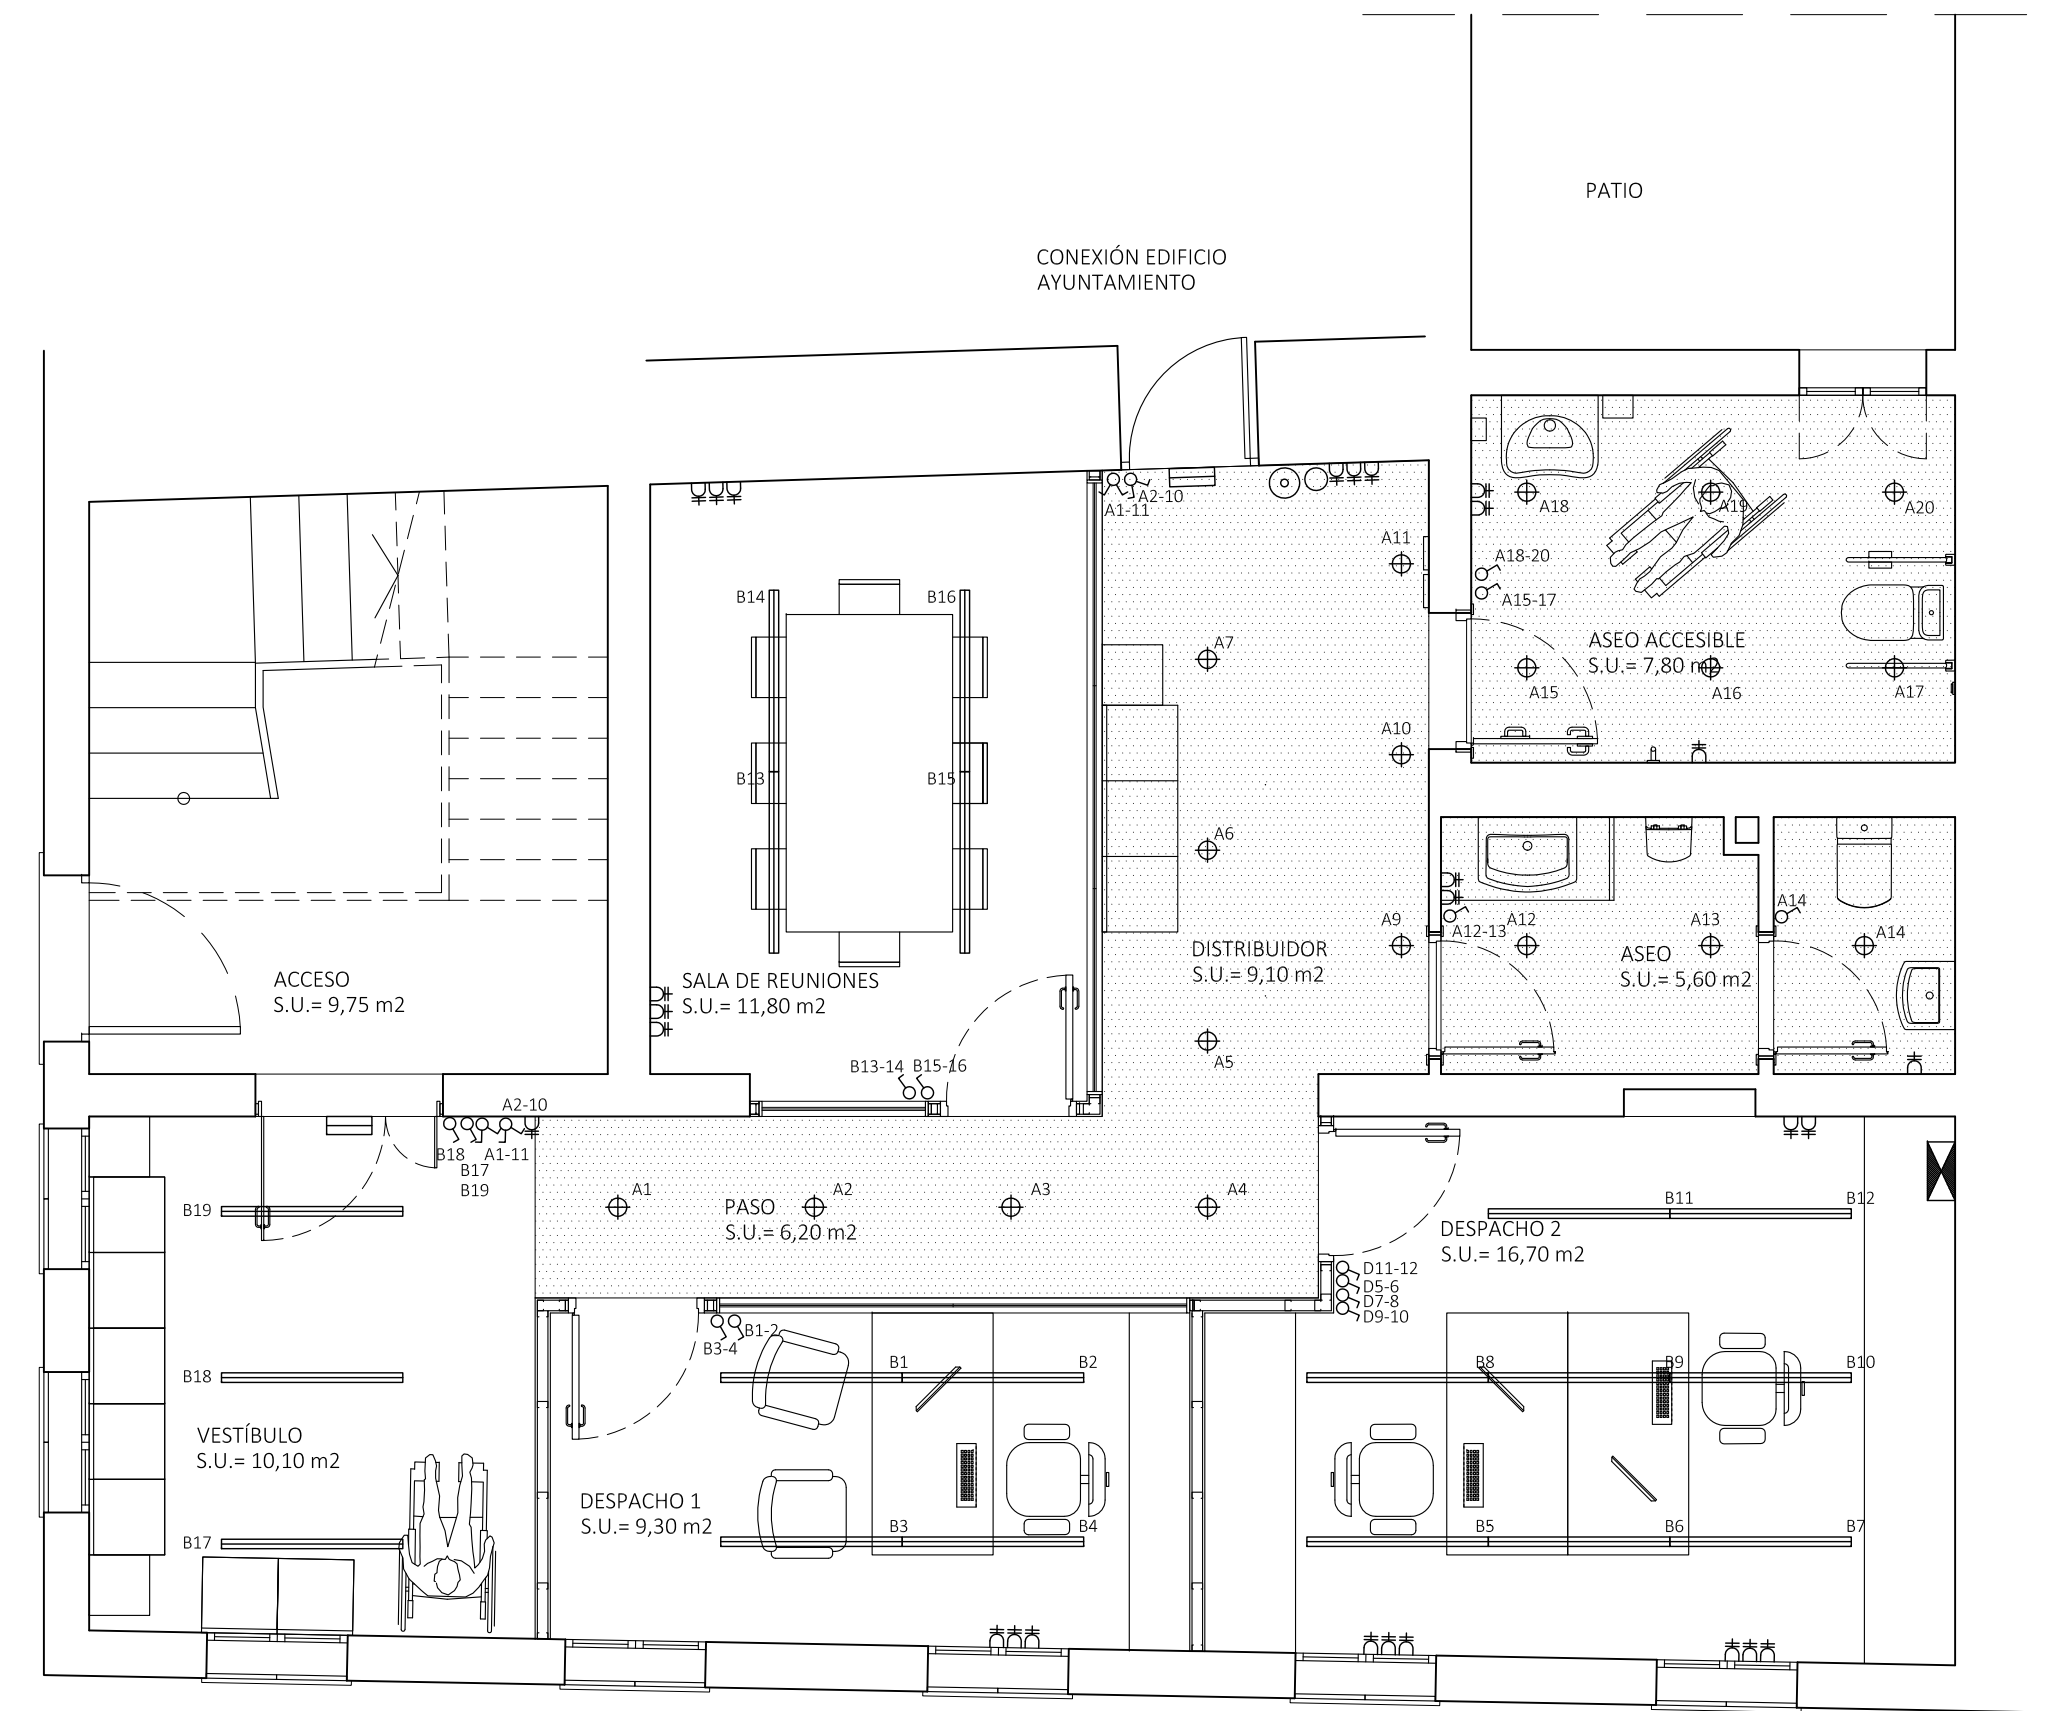 PATIO
CONEXIÓN EDIFICIO
AYUNTAMIENTO
A2-10
A1-11
A18
A19
A20
A11
A18-20
A15-17
B14
B16
ASEO ACCESIBLE
S.U.= 7,80 m2
A7
A15
A16
A17
A10
B13
B15
A6
A14
A9
A12
A13
A12-13
A14
DISTRIBUIDOR
S.U.= 9,10 m2
ASEO
S.U.= 5,60 m2
ACCESO
S.U.= 9,75 m2
SALA DE REUNIONES
S.U.= 11,80 m2
A5
B13-14
B15-16
A2-10
B18
A1-11
B17
B19
B19
A1
A2
A3
A4
PASO
S.U.= 6,20 m2
B11
B12
DESPACHO 2
S.U.= 16,70 m2
D11-12
D5-6
D7-8
D9-10
B1-2
B3-4
B18
B1
B2
B8
B9
B10
VESTÍBULO
S.U.= 10,10 m2
DESPACHO 1
S.U.= 9,30 m2
B17
B3
B4
B5
B6
B7